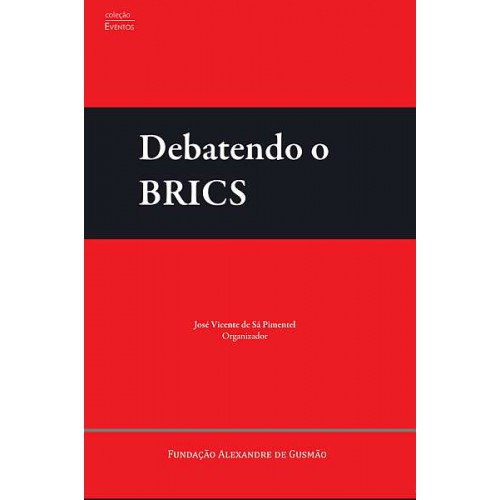 coleção
EVENTOS
Debatendo o
BRICS
José Vicente de Sá Pimentel
Organizador
FUNDAÇÃO ALEXANDRE DE GUSMÃO